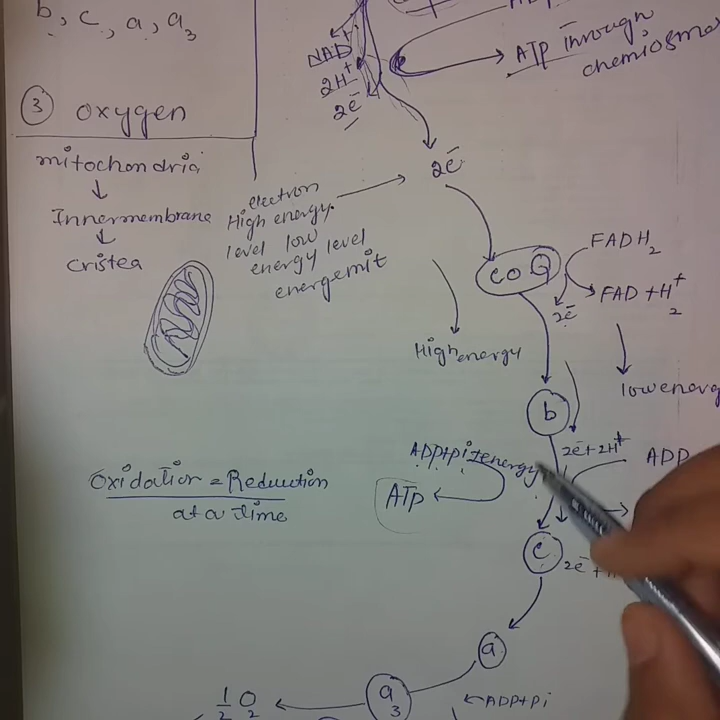 b, c, a, a3
③ oxygen
mitochondria
↓
Innermembrane
↓
cristea
NAD+
2H+
2e-
ATP through
chemiosmo
2e-
electron
High energy
level low
energy level
energemit
CO Q
FADH2
FAD + H2+
2e-
High energy
low energ
b
ADP+pi+energy
2e- + 2H+
ADP
ATP
Oxidation = Reduction
at a time
c
2e- +
a
a3
1/2 O2
ADP+pi